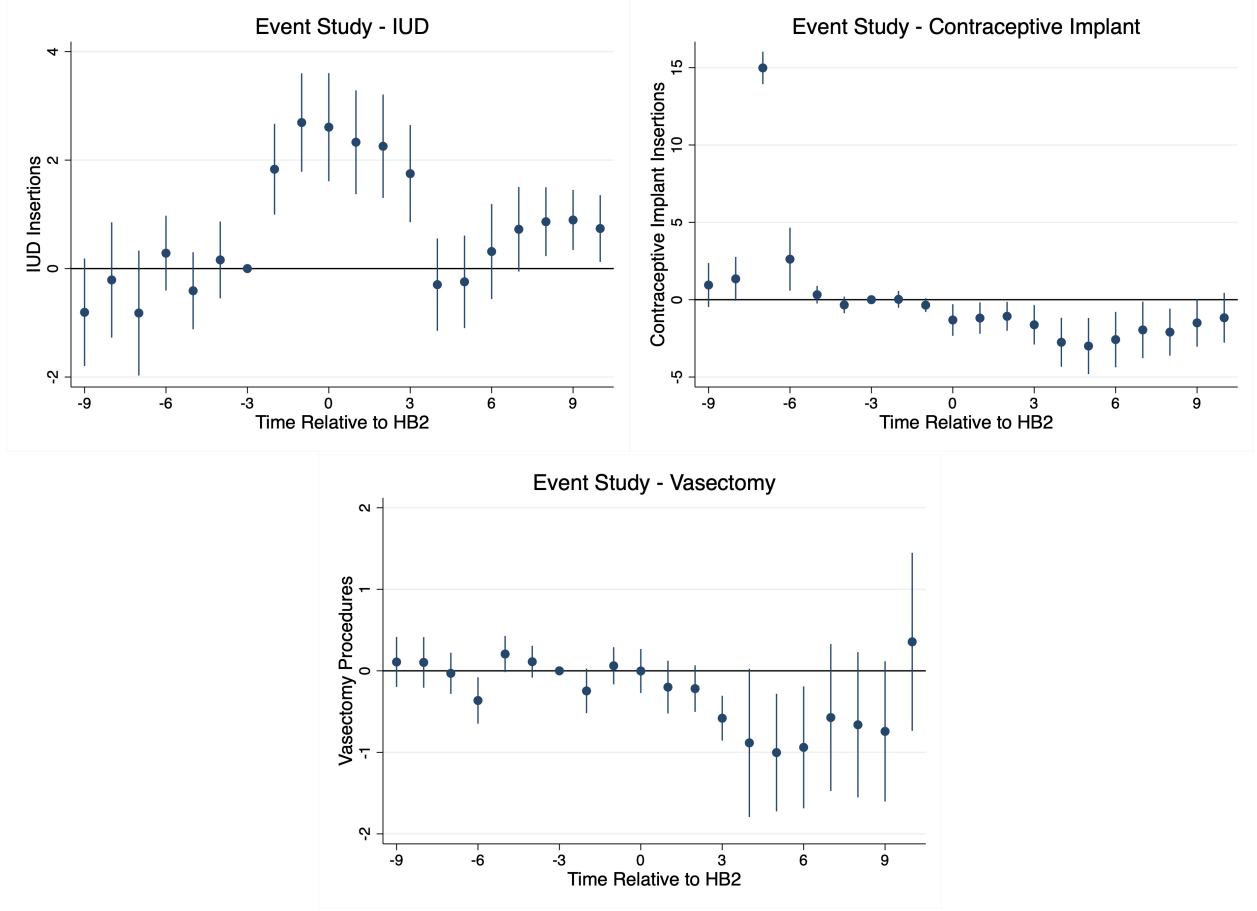 Event Study - IUD
IUD Insertions
4
2
0
-2
-9 -6 -3 0 3 6 9
Time Relative to HB2
Event Study - Contraceptive Implant
Contraceptive Implant Insertions
15
10
5
0
-5
-9 -6 -3 0 3 6 9
Time Relative to HB2
Event Study - Vasectomy
Vasectomy Procedures
2
1
0
-1
-2
-9 -6 -3 0 3 6 9
Time Relative to HB2